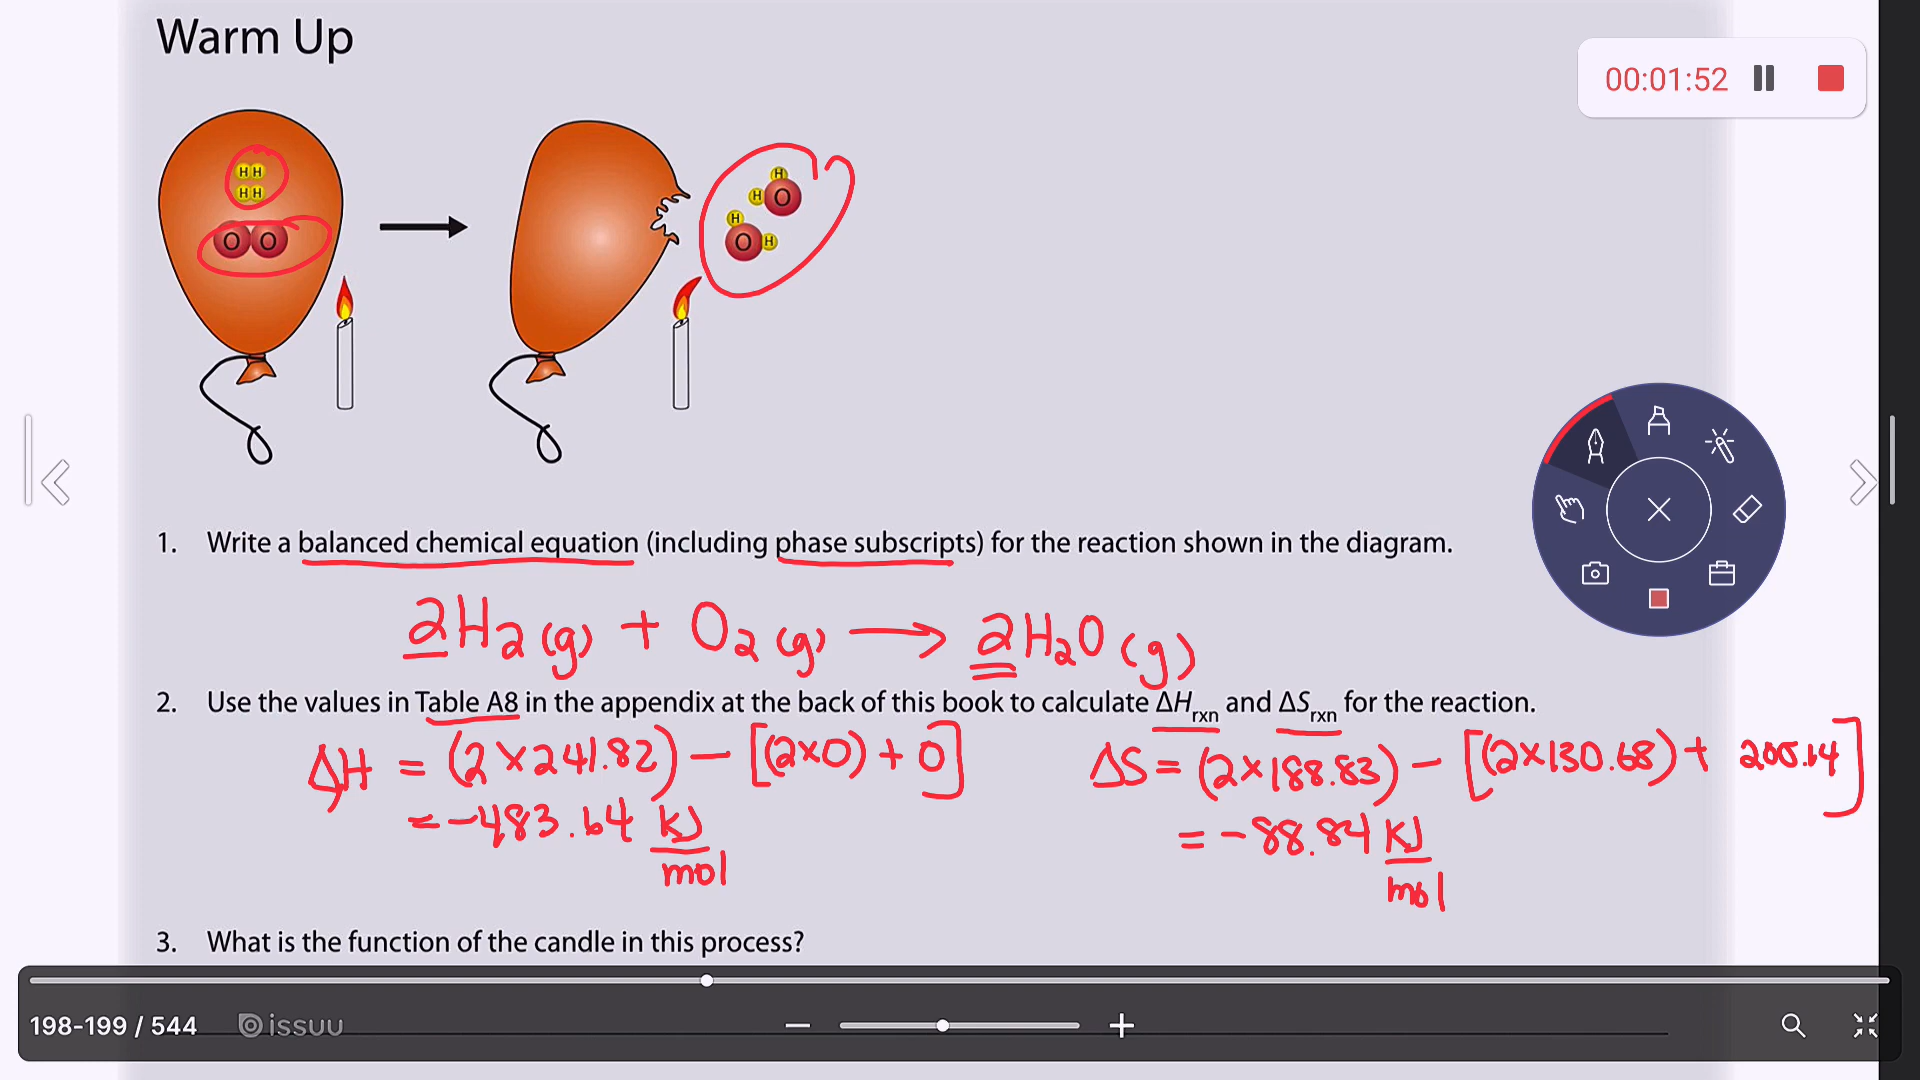 Warm Up
00:01:52
H H
H H
O O
H
H O
H
O H
1. Write a balanced chemical equation (including phase subscripts) for the reaction shown in the diagram.
2H2(g) + O2(g) → 2H2O(g)
2. Use the values in Table A8 in the appendix at the back of this book to calculate ΔHrxn and ΔSrxn for the reaction.
ΔH = (2×241.82) − [(2×0) + 0]
= −483.64 kJ/mol
ΔS = (2×188.83) − [(2×130.68) + 205.14]
= −88.84 kJ/mol
3. What is the function of the candle in this process?
198-199 / 544
issuu